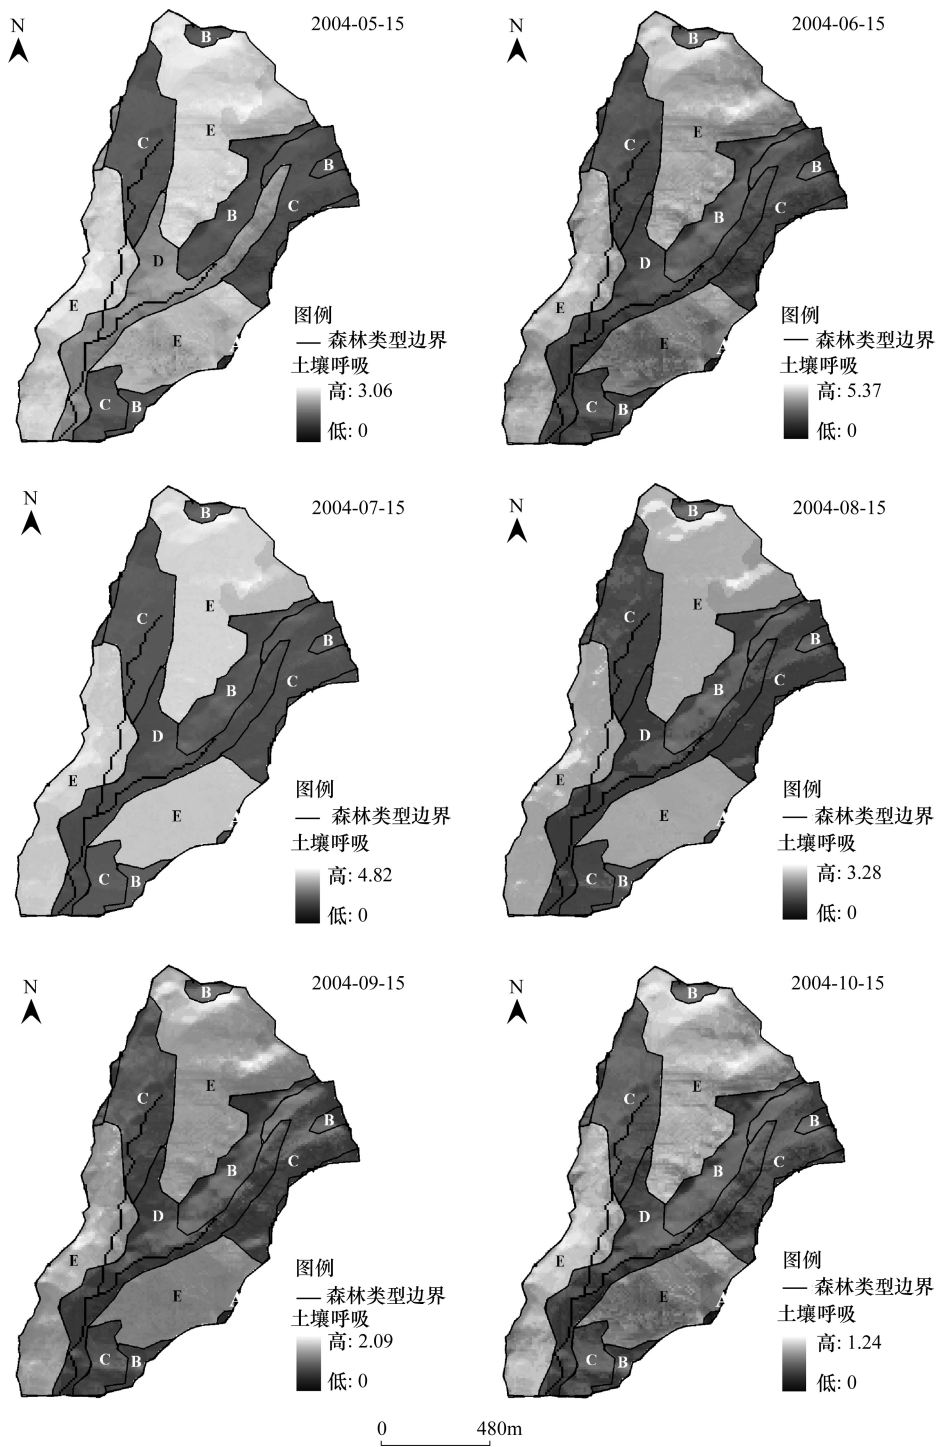 N
2004-05-15
B
C
E
B
B
C
D
E
E
A
C
B
图例
森林类型边界
土壤呼吸
高: 3.06
低: 0
N
2004-06-15
B
C
E
B
B
C
D
E
E
A
C
B
图例
森林类型边界
土壤呼吸
高: 5.37
低: 0
N
2004-07-15
B
C
E
B
B
C
D
E
E
A
C
B
图例
森林类型边界
土壤呼吸
高: 4.82
低: 0
N
2004-08-15
B
C
E
B
B
C
D
E
E
A
C
B
图例
森林类型边界
土壤呼吸
高: 3.28
低: 0
N
2004-09-15
B
C
E
B
B
C
D
E
E
A
C
B
图例
森林类型边界
土壤呼吸
高: 2.09
低: 0
N
2004-10-15
B
C
E
B
B
C
D
E
E
A
C
B
图例
森林类型边界
土壤呼吸
高: 1.24
低: 0
0 480m